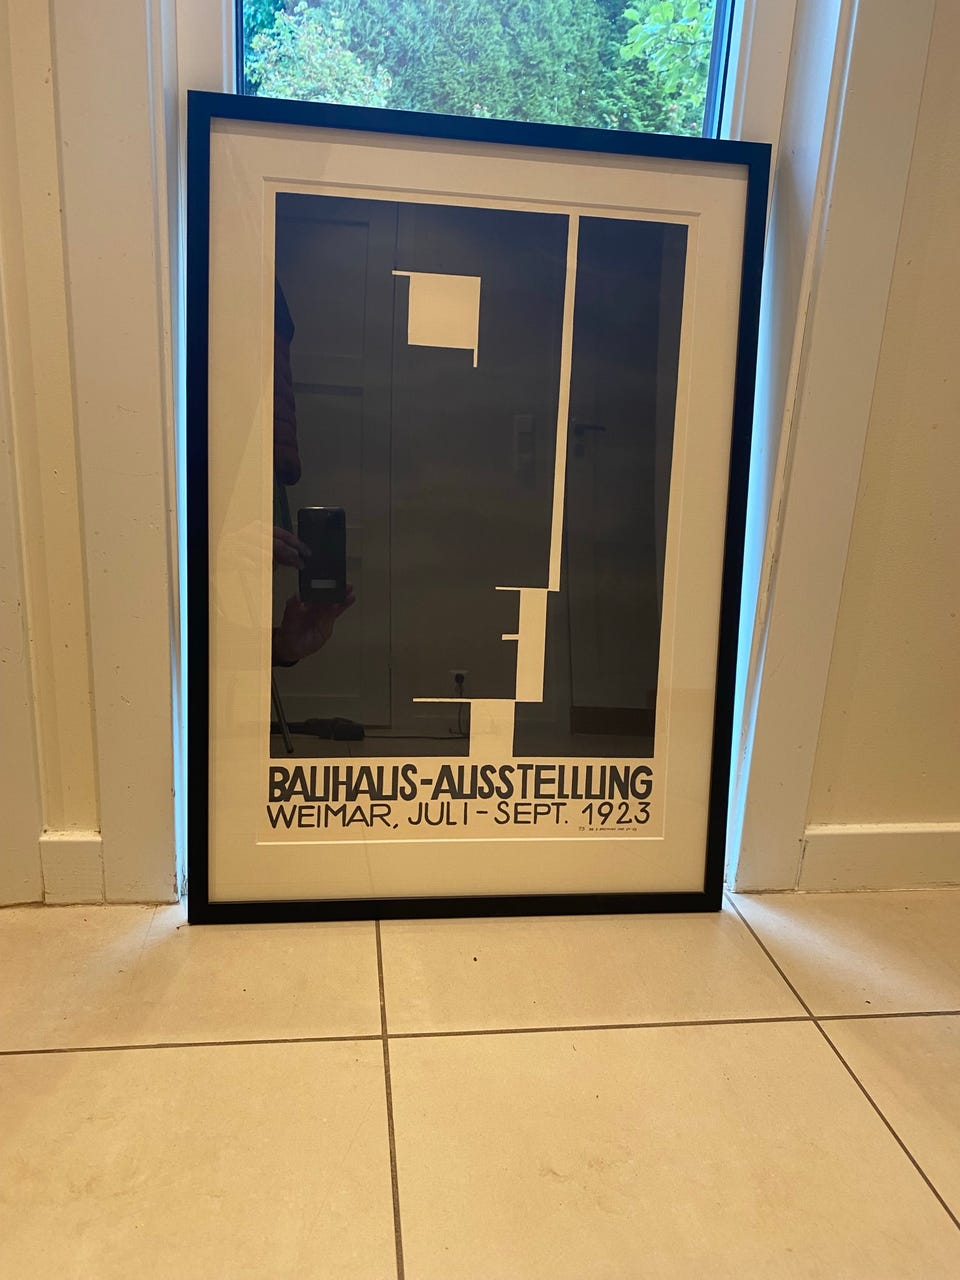 BAUHAUS-AUSSTELLUNG
WEIMAR, JULI-SEPT. 1923